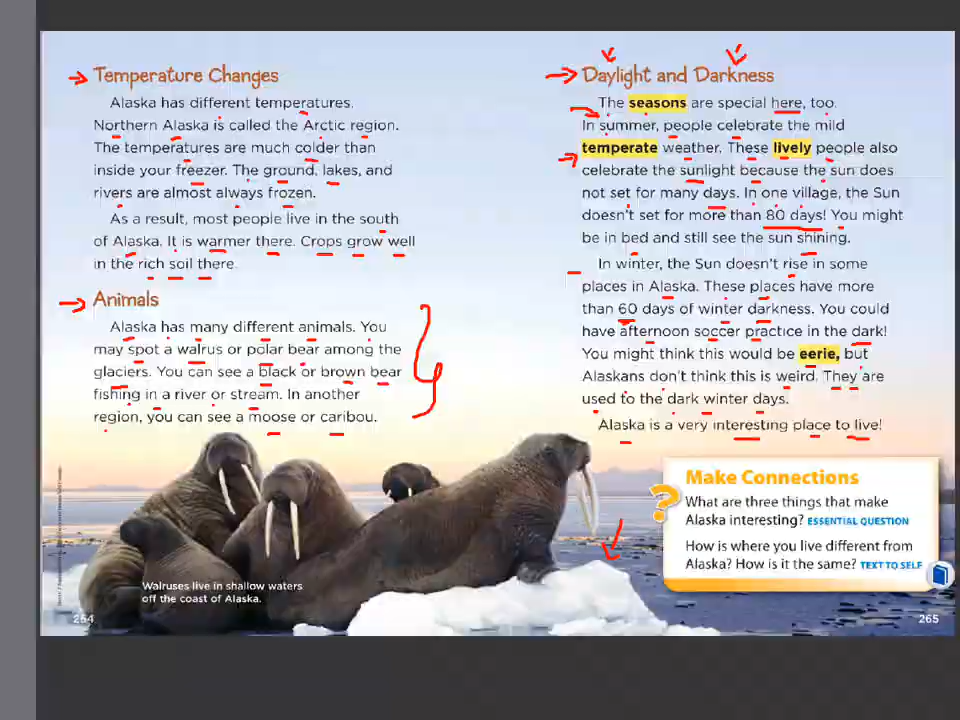 Temperature Changes
Alaska has different temperatures.
Northern Alaska is called the Arctic region.
The temperatures are much colder than
inside your freezer. The ground, lakes, and
rivers are almost always frozen.
As a result, most people live in the south
of Alaska. It is warmer there. Crops grow well
in the rich soil there.
Animals
Alaska has many different animals. You
may spot a walrus or polar bear among the
glaciers. You can see a black or brown bear
fishing in a river or stream. In another
region, you can see a moose or caribou.
Walruses live in shallow waters
off the coast of Alaska.
264
Daylight and Darkness
The seasons are special here, too.
In summer, people celebrate the mild
temperate weather. These lively people also
celebrate the sunlight because the sun does
not set for many days. In one village, the Sun
doesn't set for more than 80 days! You might
be in bed and still see the sun shining.
In winter, the Sun doesn't rise in some
places in Alaska. These places have more
than 60 days of winter darkness. You could
have afternoon soccer practice in the dark!
You might think this would be eerie, but
Alaskans don't think this is weird. They are
used to the dark winter days.
Alaska is a very interesting place to live!
? Make Connections
What are three things that make
Alaska interesting? ESSENTIAL QUESTION
How is where you live different from
Alaska? How is it the same? TEXT TO SELF
265